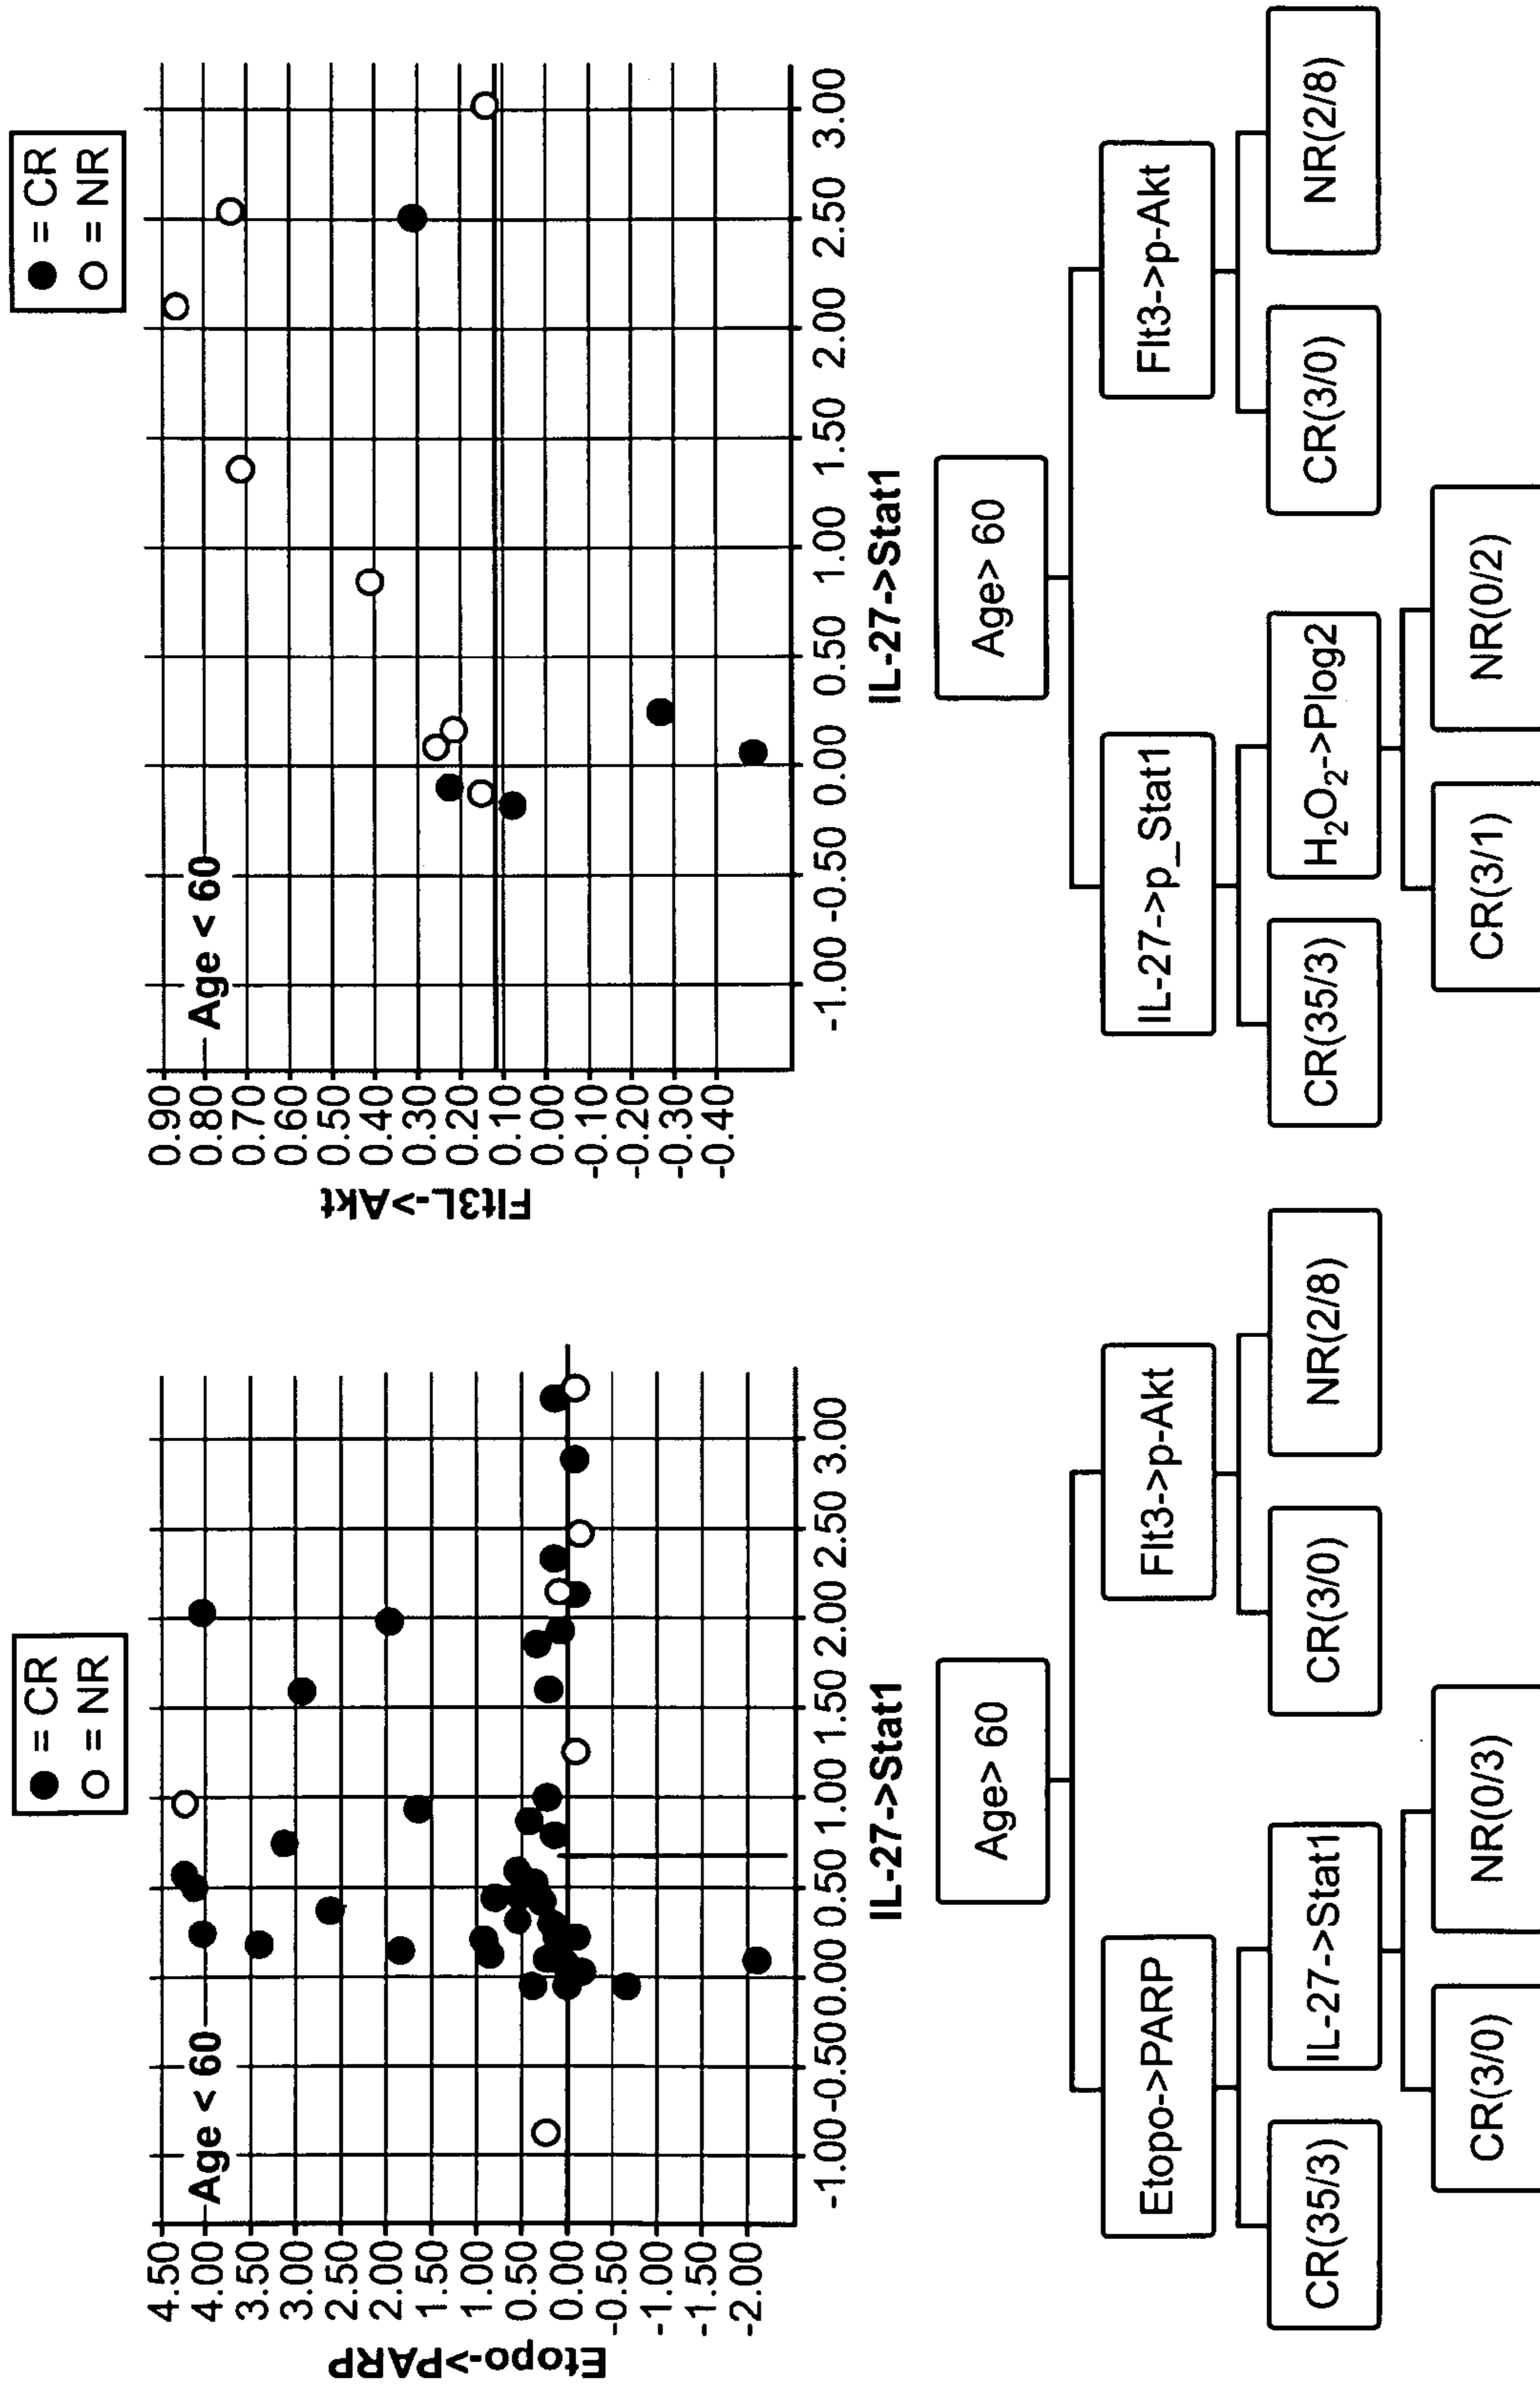 ● = CR
○ = NR
Age < 60
4.50
4.00
3.50
3.00
2.50
2.00
1.50
1.00
0.50
0.00
-0.50
-1.00
-1.50
-2.00
Etopo->PARP
-1.00 -0.50 0.00 0.50 1.00 1.50 2.00 2.50 3.00
IL-27->Stat1
Age> 60
Etopo->PARP
Flt3->p-Akt
CR(35/3)
IL-27->Stat1
CR(3/0)
NR(2/8)
CR(3/0)
NR(0/3)
● = CR
○ = NR
Age < 60
0.90
0.80
0.70
0.60
0.50
0.40
0.30
0.20
0.10
0.00
-0.10
-0.20
-0.30
-0.40
Flt3L->Akt
-1.00 -0.50 0.00 0.50 1.00 1.50 2.00 2.50 3.00
IL-27->Stat1
Age> 60
IL-27->p_Stat1
Flt3->p-Akt
CR(35/3)
H₂O₂->Plog2
CR(3/0)
NR(2/8)
CR(3/1)
NR(0/2)